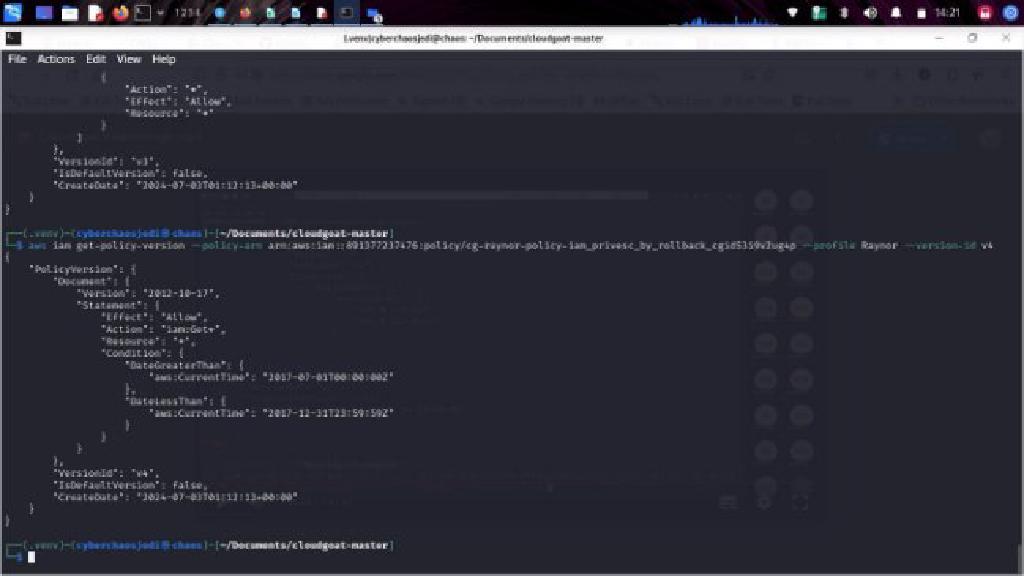 1 2 3 4
14:21
(.venv)cyberchaosjedi@chaos: ~/Documents/cloudgoat-master
File Actions Edit View Help
{
"Action": "*",
"Effect": "Allow",
"Resource": "*"
}
]
},
"VersionId": "v3",
"IsDefaultVersion": false,
"CreateDate": "2024-07-03T01:12:13+00:00"
}
}
┌──(.venv)─(cyberchaosjedi㉿chaos)-[~/Documents/cloudgoat-master]
└─$ aws iam get-policy-version --policy-arn arn:aws:iam::891377237476:policy/cg-raynor-policy-iam_privesc_by_rollback_cgid5359v2ug4p --profile Raynor --version-id v4
{
"PolicyVersion": {
"Document": {
"Version": "2012-10-17",
"Statement": {
"Effect": "Allow",
"Action": "iam:Get*",
"Resource": "*",
"Condition": {
"DateGreaterThan": {
"aws:CurrentTime": "2017-07-01T00:00:00Z"
},
"DateLessThan": {
"aws:CurrentTime": "2017-12-31T23:59:59Z"
}
}
}
},
"VersionId": "v4",
"IsDefaultVersion": false,
"CreateDate": "2024-07-03T01:12:13+00:00"
}
}
┌──(.venv)─(cyberchaosjedi㉿chaos)-[~/Documents/cloudgoat-master]
└─$